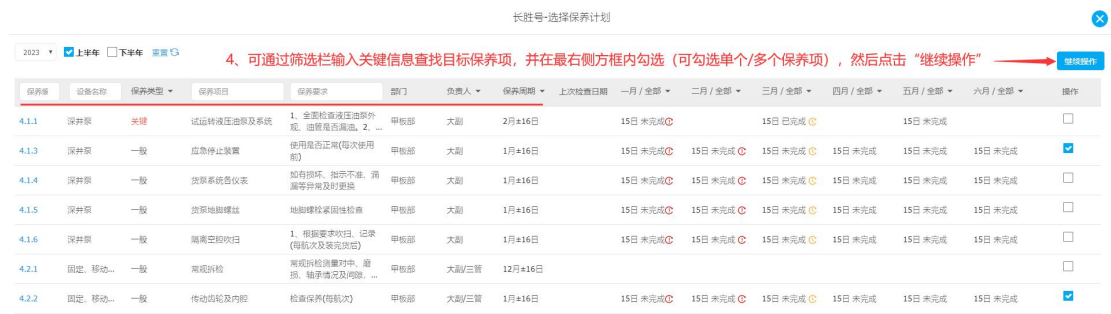 长胜号-选择保养计划
2023 上半年 下半年 重置
4、可通过筛选栏输入关键信息查找目标保养项，并在最右侧方框内勾选（可勾选单个/多个保养项），然后点击“继续操作”
继续操作
设备名称 保养类型 保养项目 保养要求 部门 负责人 保养周期 上次检查日期 一月 / 全部 二月 / 全部 三月 / 全部 四月 / 全部 五月 / 全部 六月 / 全部 操作
4.1.1 深井泵 关键 试运转液压油泵及系统 1、全面检查液压油泵外观、油管是否漏油。2、... 甲板部 大副 2月±16日 15日 未完成 15日 已完成 15日 未完成
4.1.3 深井泵 一般 应急停止装置 使用是否正常(每次使用前) 甲板部 大副 1月±16日 15日 未完成 15日 未完成 15日 未完成 15日 未完成 15日 未完成 15日 未完成
4.1.4 深井泵 一般 货泵系统各仪表 如有损坏、指示不准、滴漏等异常及时更换 甲板部 大副 1月±16日 15日 未完成 15日 未完成 15日 未完成 15日 未完成 15日 未完成 15日 未完成
4.1.5 深井泵 一般 货泵地脚螺丝 地脚螺栓紧固性检查 甲板部 大副 1月±16日 15日 未完成 15日 未完成 15日 未完成 15日 未完成 15日 未完成 15日 未完成
4.1.6 深井泵 一般 隔离空腔吹扫 1、根据要求吹扫、记录(每航次及装完货后) 甲板部 大副 1月±16日 15日 未完成 15日 未完成 15日 未完成 15日 未完成 15日 未完成 15日 未完成
4.2.1 固定、移动... 一般 常规拆检 常规拆检测量对中、磨损、轴承情况及间隙、... 甲板部 大副/三管 12月±16日
4.2.2 固定、移动... 一般 传动齿轮及内腔 检查保养(每航次) 甲板部 大副/三管 1月±16日 15日 未完成 15日 未完成 15日 未完成 15日 未完成 15日 未完成 15日 未完成